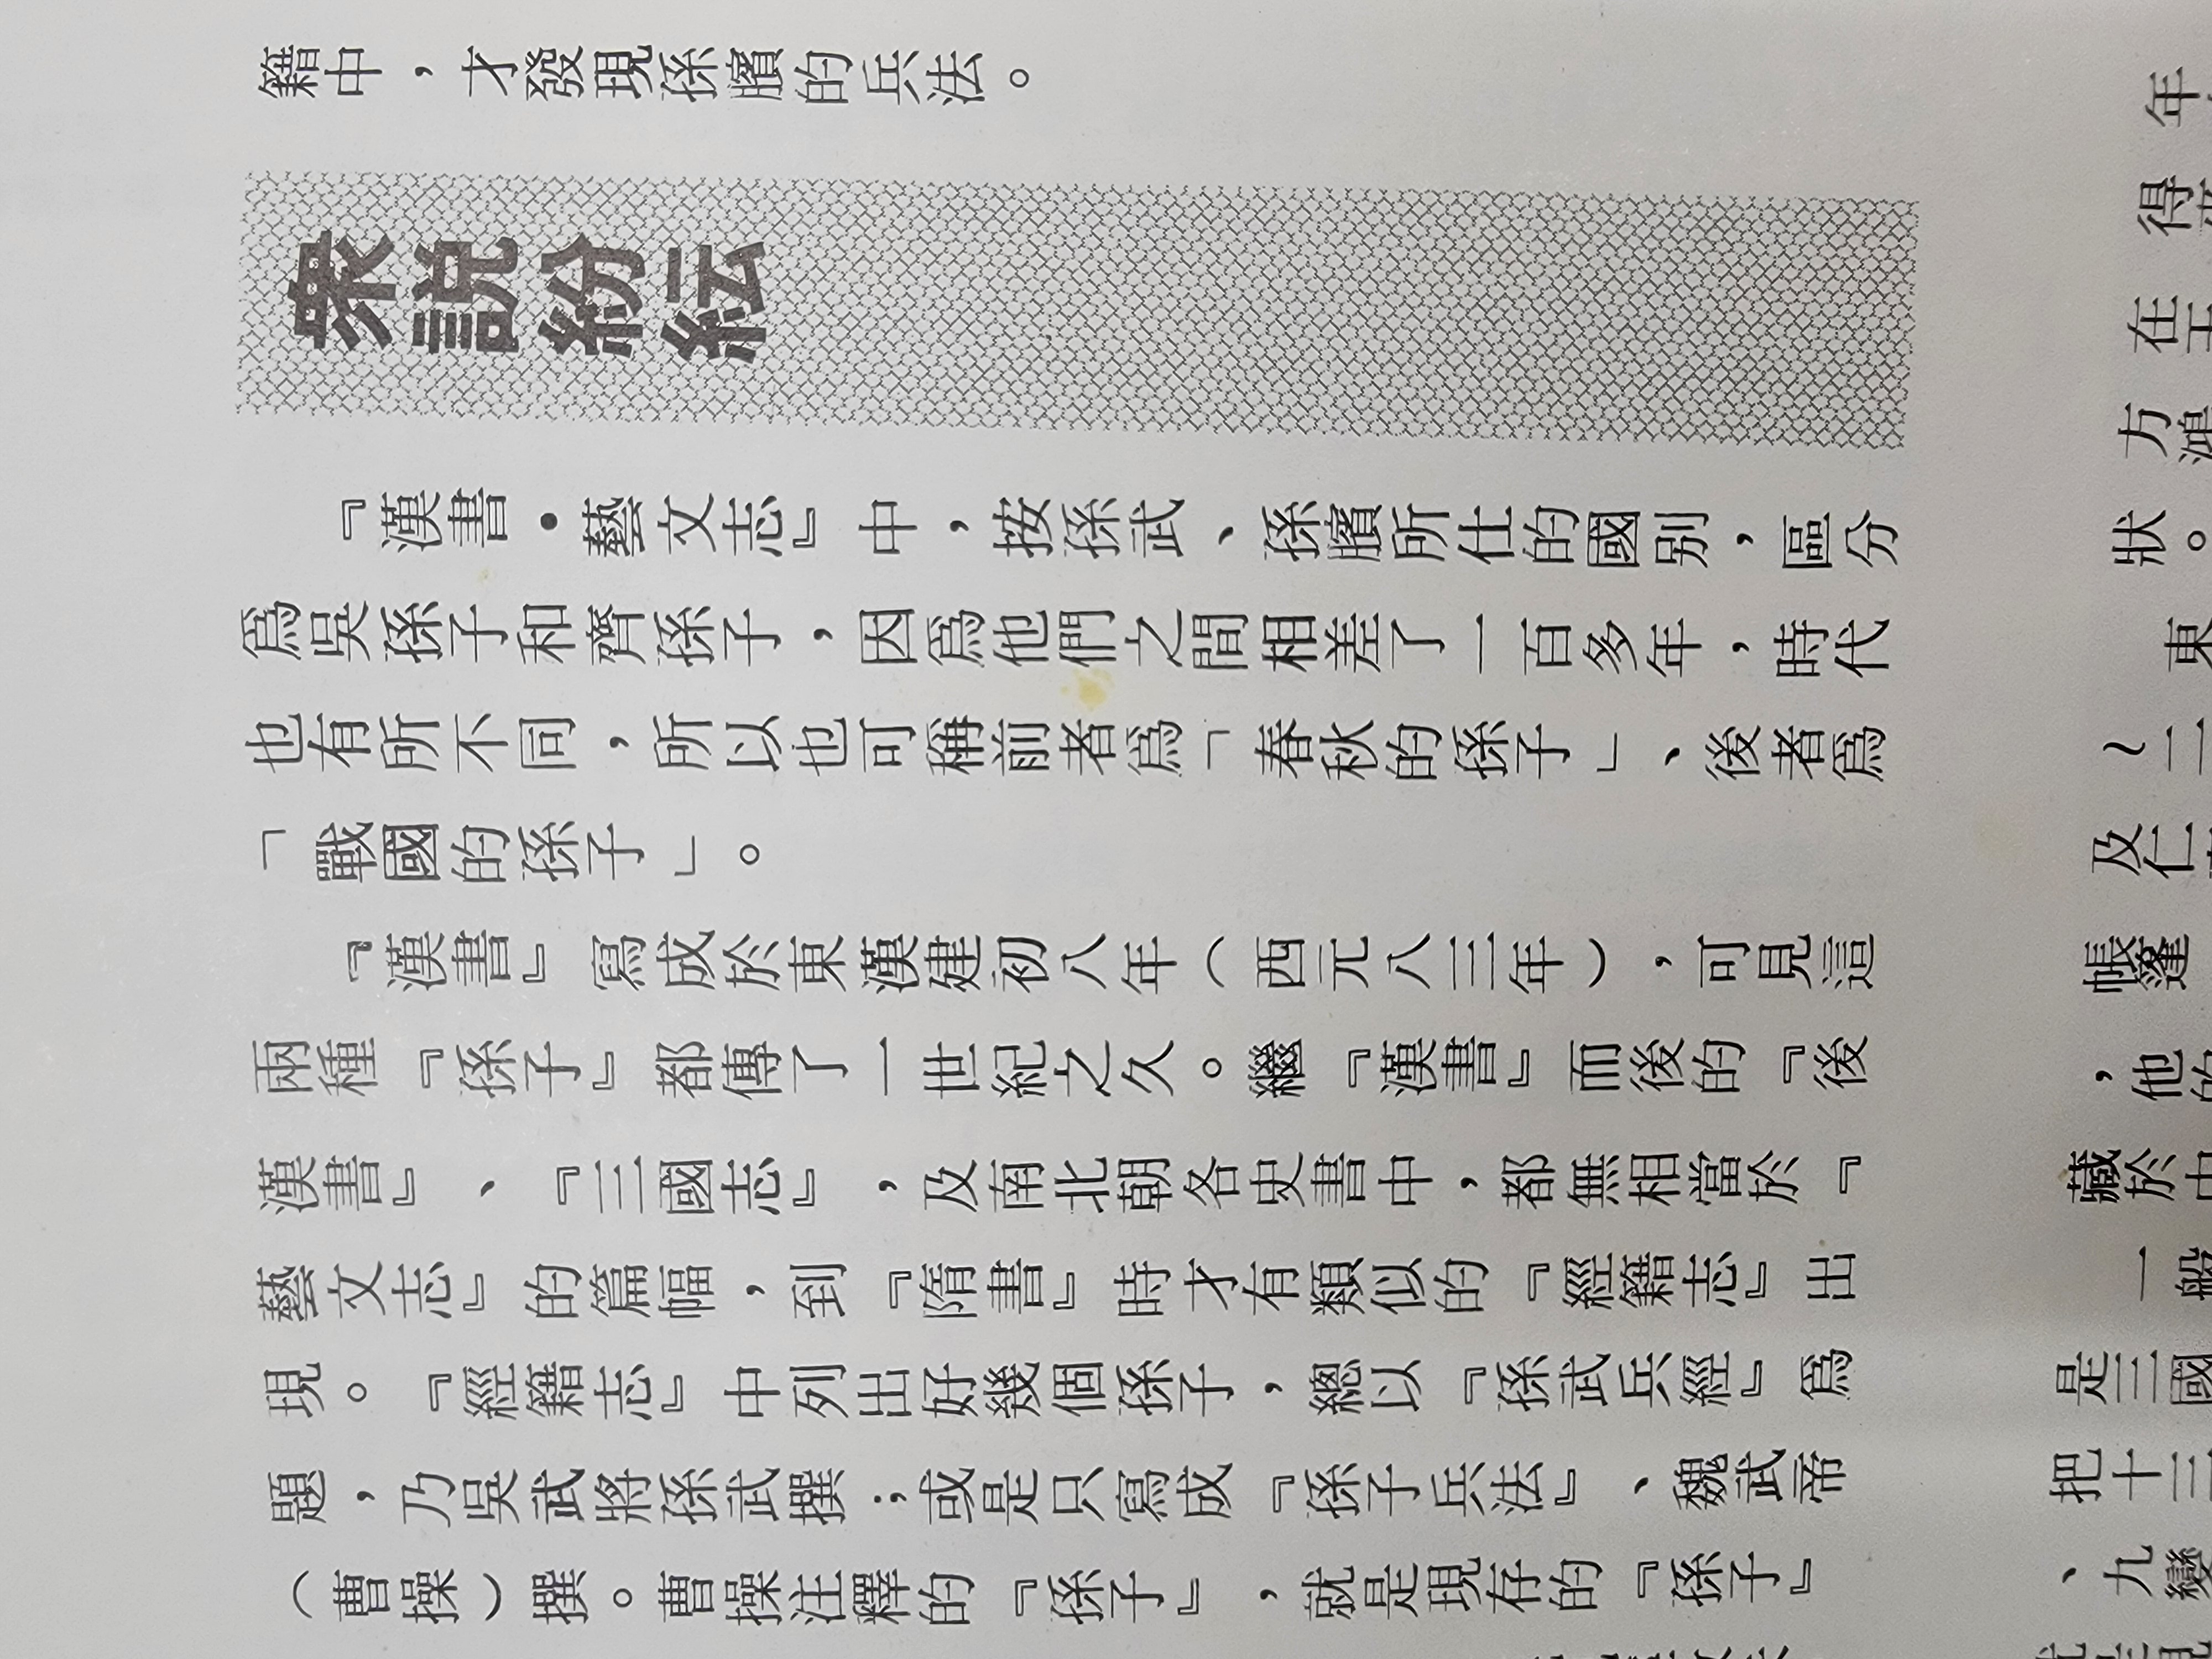 籍中，才發現孫臏的兵法。
衆説紛紜
『漢書•藝文志』中，按孫武、孫臏所仕的國别，區分
爲吳孫子和齊孫子，因爲他們之間相差了一百多年，時代
也有所不同，所以也可稱前者爲「春秋的孫子」、後者爲
「戰國的孫子」。
『漢書』寫成於東漢建初八年（西元八三年），可見這
兩種『孫子』都傳了一世紀之久。繼『漢書』而後的『後
漢書』、『三國志』，及南北朝各史書中，都無相當於『
藝文志』的篇幅，到『隋書』時才有類似的『經籍志』出
現。『經籍志』中列出好幾個孫子，總以『孫武兵經』爲
題，乃吳武將孫武撰；或是只寫成『孫子兵法』、魏武帝
（曹操）撰。曹操注釋的『孫子』，就是現存的『孫子』
年
得
在
方鴻
狀。
東
～二
及仁
帳篷
，他的
藏於中
一般
是三國
把十三
、九變